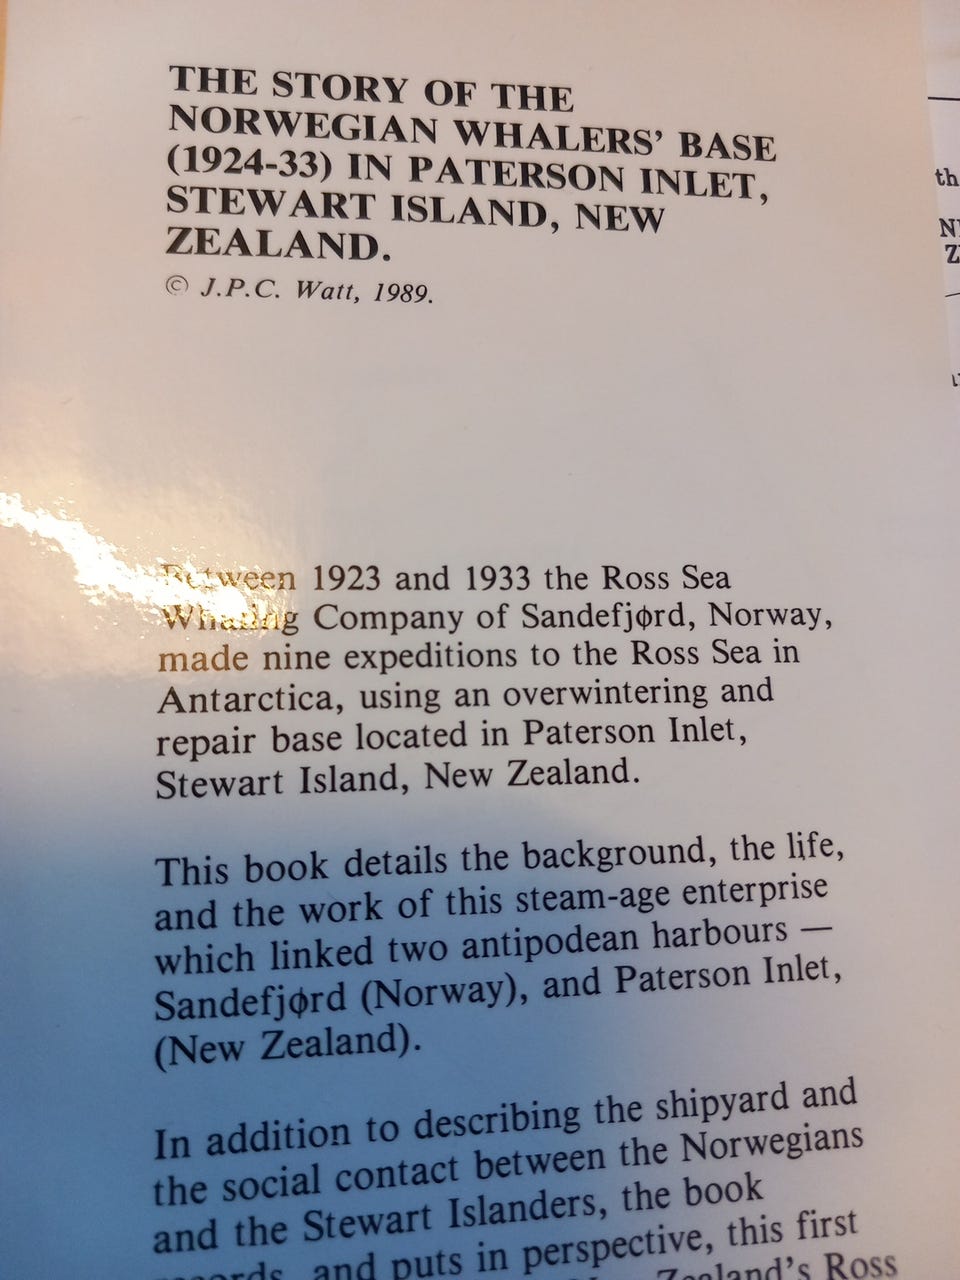 THE STORY OF THE
NORWEGIAN WHALERS' BASE
(1924-33) IN PATERSON INLET,
STEWART ISLAND, NEW
ZEALAND.
© J.P.C. Watt, 1989.
Between 1923 and 1933 the Ross Sea
Whaling Company of Sandefjørd, Norway,
made nine expeditions to the Ross Sea in
Antarctica, using an overwintering and
repair base located in Paterson Inlet,
Stewart Island, New Zealand.
This book details the background, the life,
and the work of this steam-age enterprise
which linked two antipodean harbours —
Sandefjørd (Norway), and Paterson Inlet,
(New Zealand).
In addition to describing the shipyard and
the social contact between the Norwegians
and the Stewart Islanders, the book
and puts in perspective, this first
Zealand's Ross
th